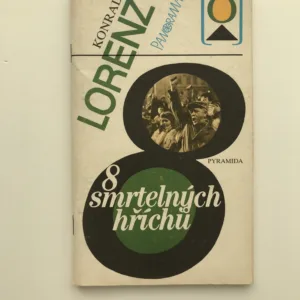 KONRAD
LORENZ
PANORAMA
PYRAMIDA
8
smrtelných
hříchů